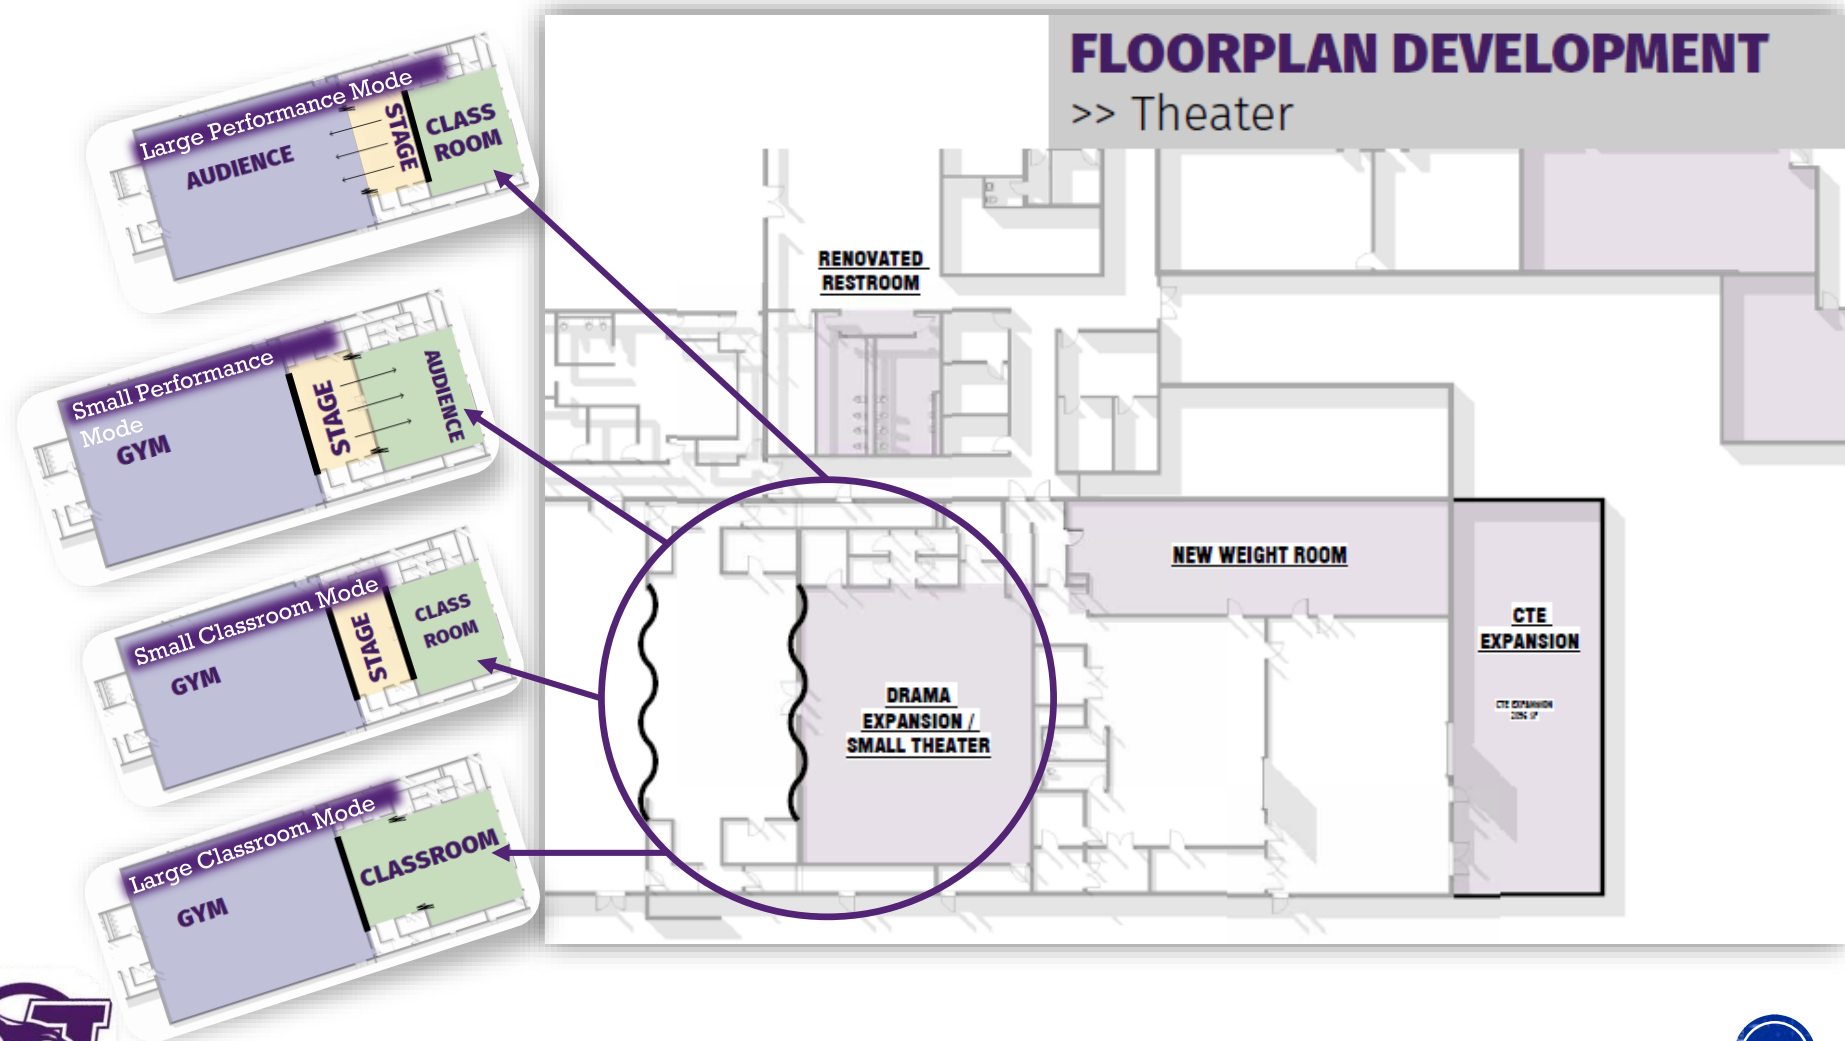 FLOORPLAN DEVELOPMENT
>> Theater
Large Performance Mode
AUDIENCE
STAGE
CLASS
ROOM
Small Performance
Mode
GYM
STAGE
AUDIENCE
Small Classroom Mode
GYM
STAGE
CLASS
ROOM
Large Classroom Mode
GYM
CLASSROOM
RENOVATED
RESTROOM
NEW WEIGHT ROOM
CTE
EXPANSION
CTE EXPANSION
DRAMA
EXPANSION /
SMALL THEATER